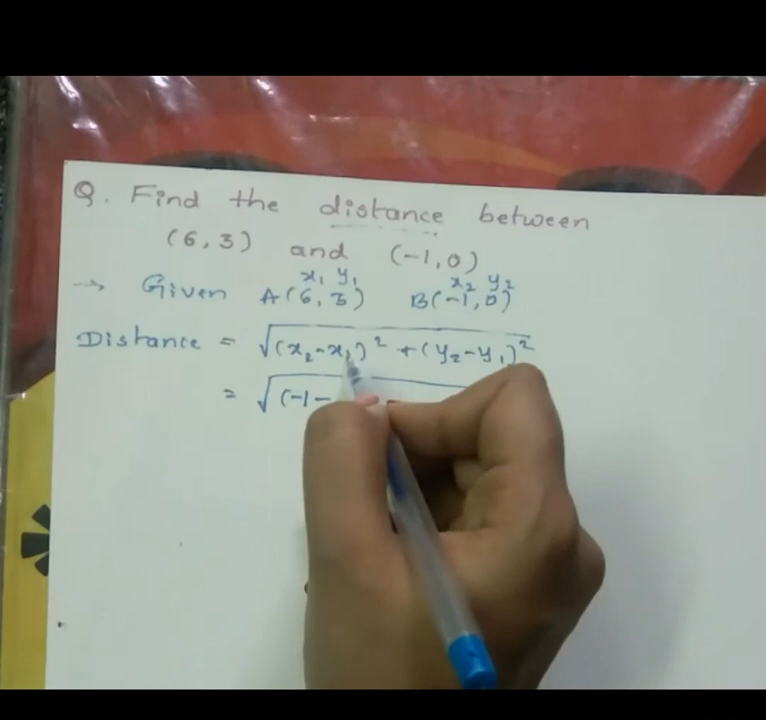 Q. Find the distance between
(6,3) and (-1,0)
x₁ y₁ x₂ y₂
→ Given A(6,3) B(-1,0)
Distance = √(x₂-x₁)² + (y₂-y₁)²
= √(-1-